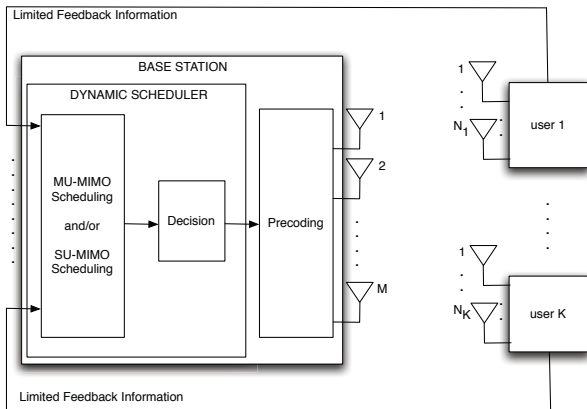 Limited Feedback Information
BASE STATION
DYNAMIC SCHEDULER
MU-MIMO
Scheduling
and/or
SU-MIMO
Scheduling
Decision
Precoding
1
2
M
1
N1
user 1
1
NK
user K
Limited Feedback Information